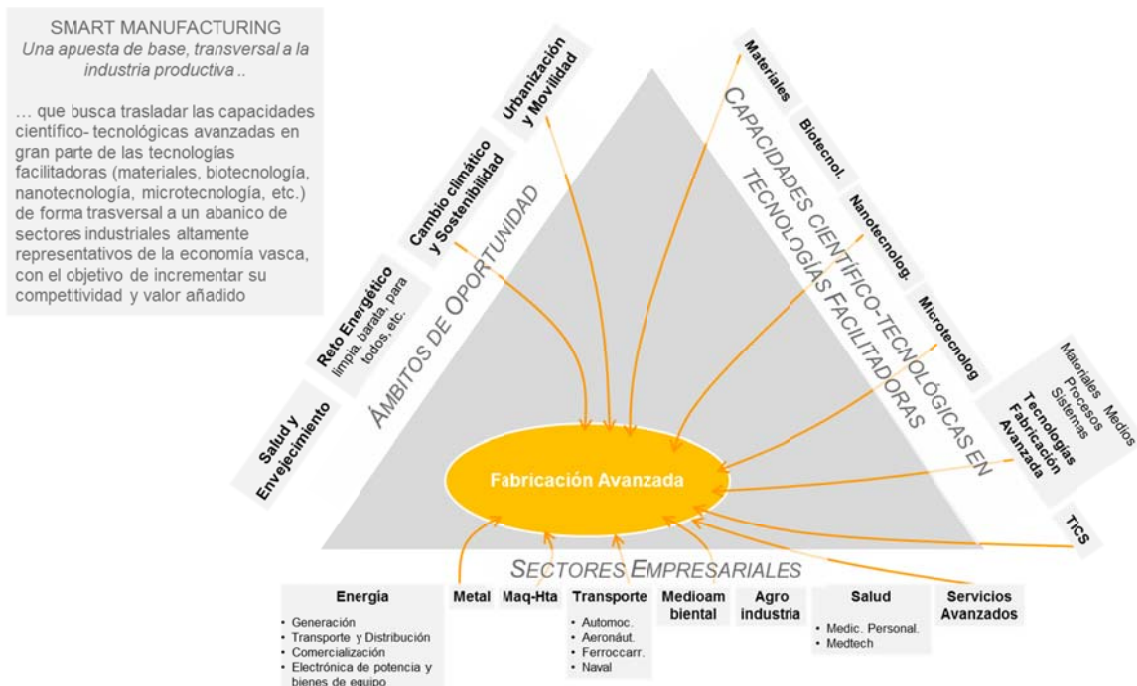 SMART MANUFACTURING
Una apuesta de base, transversal a la
industria productiva ..
... que busca trasladar las capacidades
científico- tecnológicas avanzadas en
gran parte de las tecnologías
facilitadoras (materiales, biotecnología,
nanotecnología, microtecnología, etc.)
de forma trasversal a un abanico de
sectores industriales altamente
representativos de la economía vasca,
con el objetivo de incrementar su
competitividad y valor añadido
Urbanización
y Movilidad
Cambio climático
y Sostenibilidad
Reto Energético
limpia, barata, para
todos, etc.
Salud y
Envejecimiento
ÁMBITOS DE OPORTUNIDAD
Materiales
Biotecnol.
Nanotecnolog.
Microtecnolog
Materiales Medios
Procesos
Sistemas
Tecnologías
Fabricación
Avanzada
TICS
CAPACIDADES CIENTÍFICO-TECNOLÓGICAS EN
TECNOLOGÍAS FACILITADORAS
Fabricación Avanzada
SECTORES EMPRESARIALES
Energía
• Generación
• Transporte y Distribución
• Comercialización
• Electrónica de potencia y
bienes de equipo
Metal
Maq-Hta
Transporte
• Automoc.
• Aeronáut.
• Ferroccarr.
• Naval
Medioam
biental
Agro
industria
Salud
• Medic. Personal.
• Medtech
Servicios
Avanzados